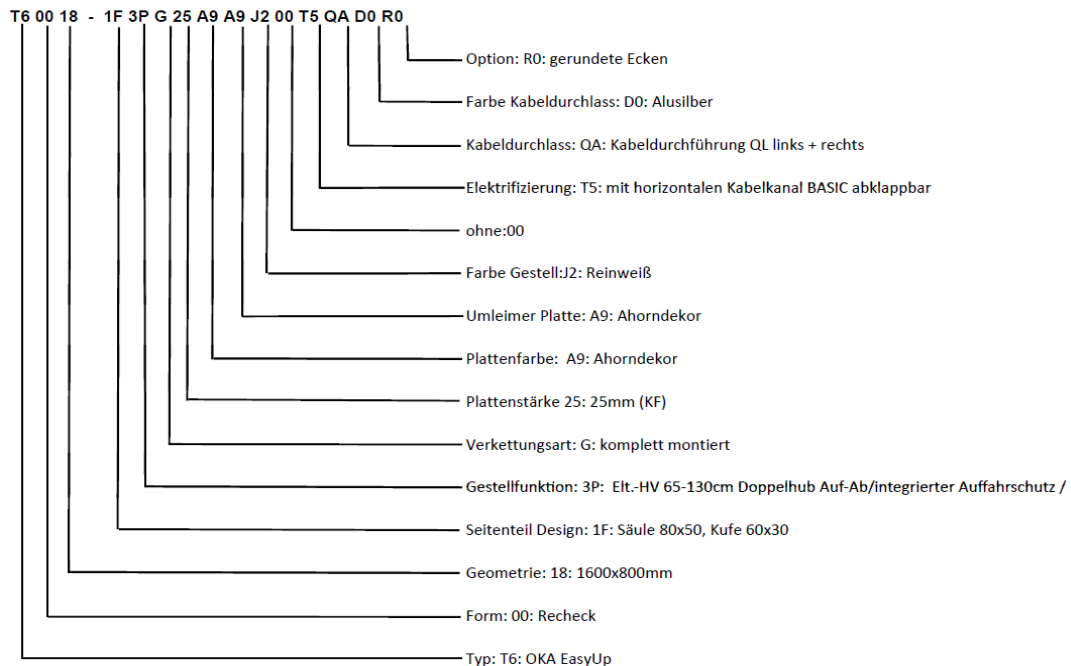 T6 00 18 - 1F 3P G 25 A9 A9 J2 00 T5 QA D0 R0
Option: R0: gerundete Ecken
Farbe Kabeldurchlass: D0: Alusilber
Kabeldurchlass: QA: Kabeldurchführung QL links + rechts
Elektrifizierung: T5: mit horizontalen Kabelkanal BASIC abklappbar
ohne:00
Farbe Gestell:J2: Reinweiß
Umleimer Platte: A9: Ahorndekor
Plattenfarbe:  A9: Ahorndekor
Plattenstärke 25: 25mm (KF)
Verkettungsart: G: komplett montiert
Gestellfunktion: 3P:  Elt.-HV 65-130cm Doppelhub Auf-Ab/integrierter Auffahrschutz /
Seitenteil Design: 1F: Säule 80x50, Kufe 60x30
Geometrie: 18: 1600x800mm
Form: 00: Recheck
Typ: T6: OKA EasyUp